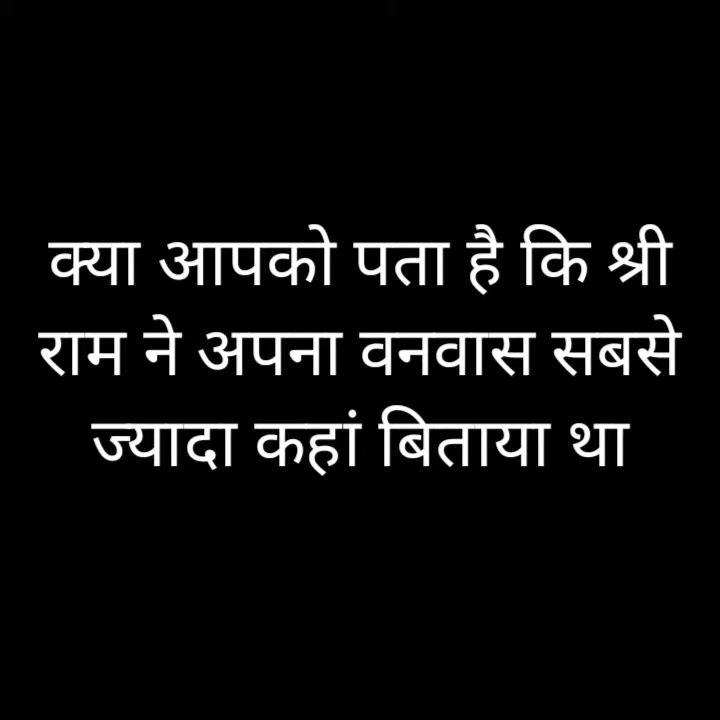 क्या आपको पता है कि श्री
राम ने अपना वनवास सबसे
ज्यादा कहां बिताया था